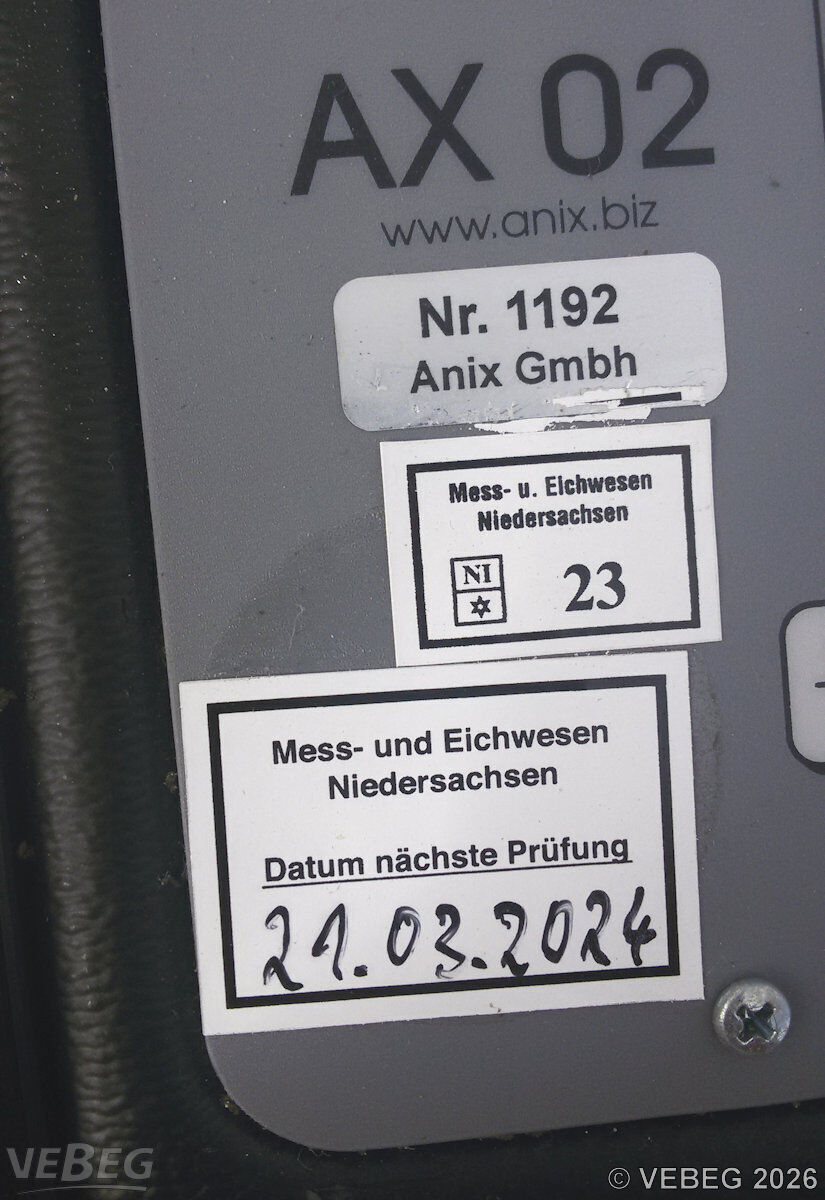 AX 02
www.anix.biz
Nr. 1192
Anix Gmbh
Mess- u. Eichwesen
Niedersachsen
NI
23
Mess- und Eichwesen
Niedersachsen
Datum nächste Prüfung
21.03.2024
VEBEG
© VEBEG 2026